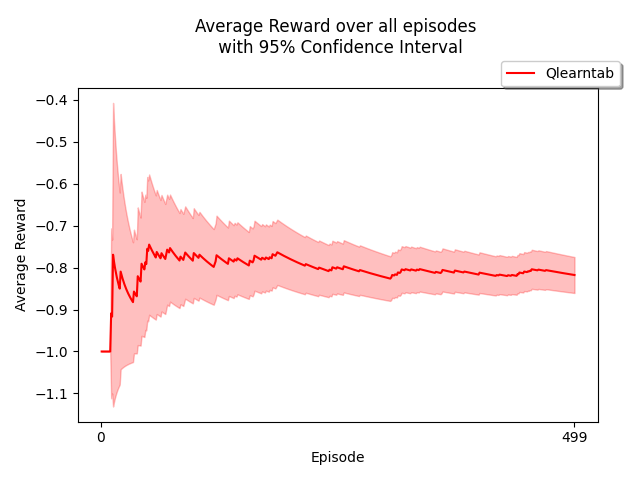 Average Reward over all episodes
with 95% Confidence Interval
Qlearntab
−0.4
−0.5
−0.6
−0.7
−0.8
−0.9
−1.0
−1.1
Average Reward
0
499
Episode